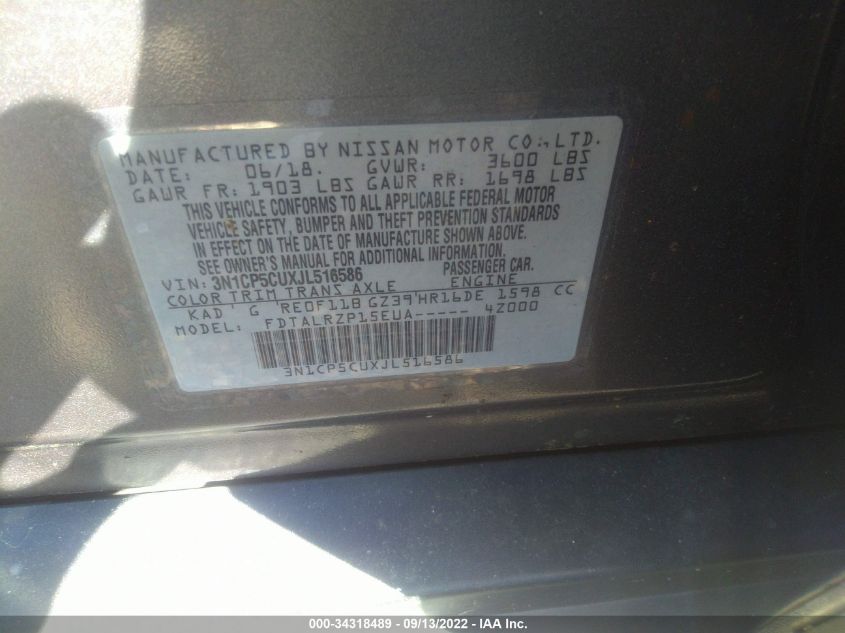 MANUFACTURED BY NISSAN MOTOR CO., LTD.
DATE: 06/18. GVWR: 3600 LBS
GAWR FR: 1903 LBS GAWR RR: 1698 LBS
THIS VEHICLE CONFORMS TO ALL APPLICABLE FEDERAL MOTOR
VEHICLE SAFETY, BUMPER AND THEFT PREVENTION STANDARDS
IN EFFECT ON THE DATE OF MANUFACTURE SHOWN ABOVE.
SEE OWNER'S MANUAL FOR ADDITIONAL INFORMATION.
VIN: 3N1CP5CUXJL516586 PASSENGER CAR.
COLOR TRIM TRANS AXLE ENGINE
KAD G 'RE0F11B GZ39'HR16DE 1598 CC
MODEL: FDTALRZP15EUA----- 4Z000
3N1CP5CUXJL516586
000-34318489 - 09/13/2022 - IAA Inc.